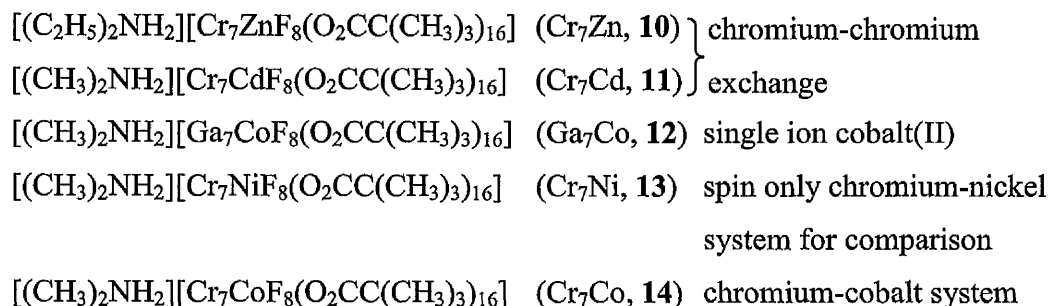 [(C₂H₅)₂NH₂][Cr₇ZnF₈(O₂CC(CH₃)₃)₁₆] (Cr₇Zn, 10) chromium-chromium
[(CH₃)₂NH₂][Cr₇CdF₈(O₂CC(CH₃)₃)₁₆] (Cr₇Cd, 11) exchange
[(CH₃)₂NH₂][Ga₇CoF₈(O₂CC(CH₃)₃)₁₆] (Ga₇Co, 12) single ion cobalt(II)
[(CH₃)₂NH₂][Cr₇NiF₈(O₂CC(CH₃)₃)₁₆] (Cr₇Ni, 13) spin only chromium-nickel
system for comparison
[(CH₃)₂NH₂][Cr₇CoF₈(O₂CC(CH₃)₃)₁₆] (Cr₇Co, 14) chromium-cobalt system